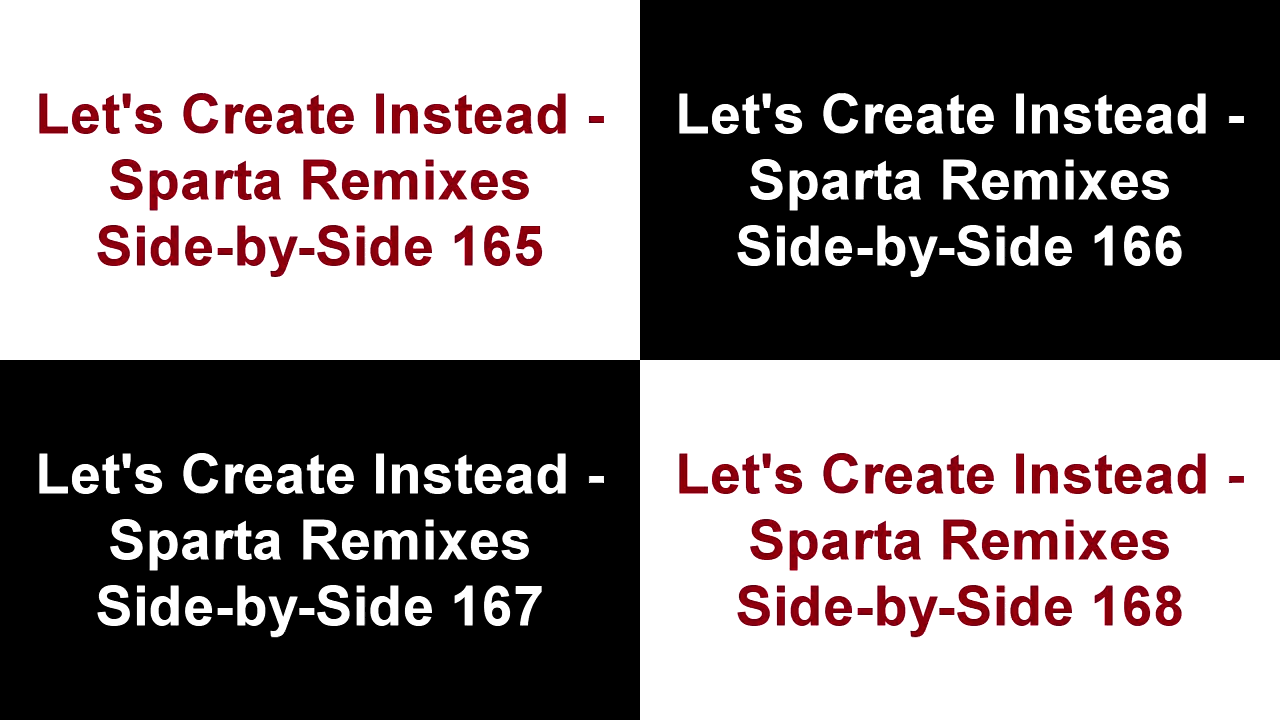 Let's Create Instead -
Sparta Remixes
Side-by-Side 165
Let's Create Instead -
Sparta Remixes
Side-by-Side 166
Let's Create Instead -
Sparta Remixes
Side-by-Side 167
Let's Create Instead -
Sparta Remixes
Side-by-Side 168